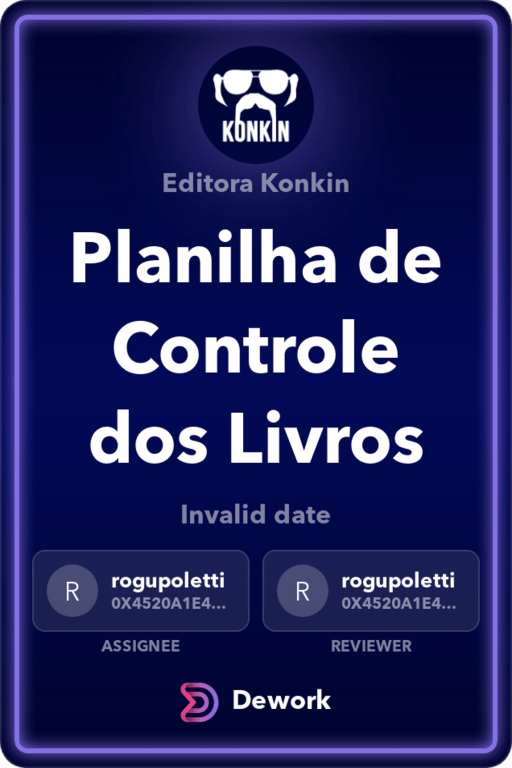 KONKIN
Editora Konkin
Planilha de
Controle
dos Livros
Invalid date
R
rogupoletti
0X4520A1E4...
ASSIGNEE
R
rogupoletti
0X4520A1E4...
REVIEWER
Dework